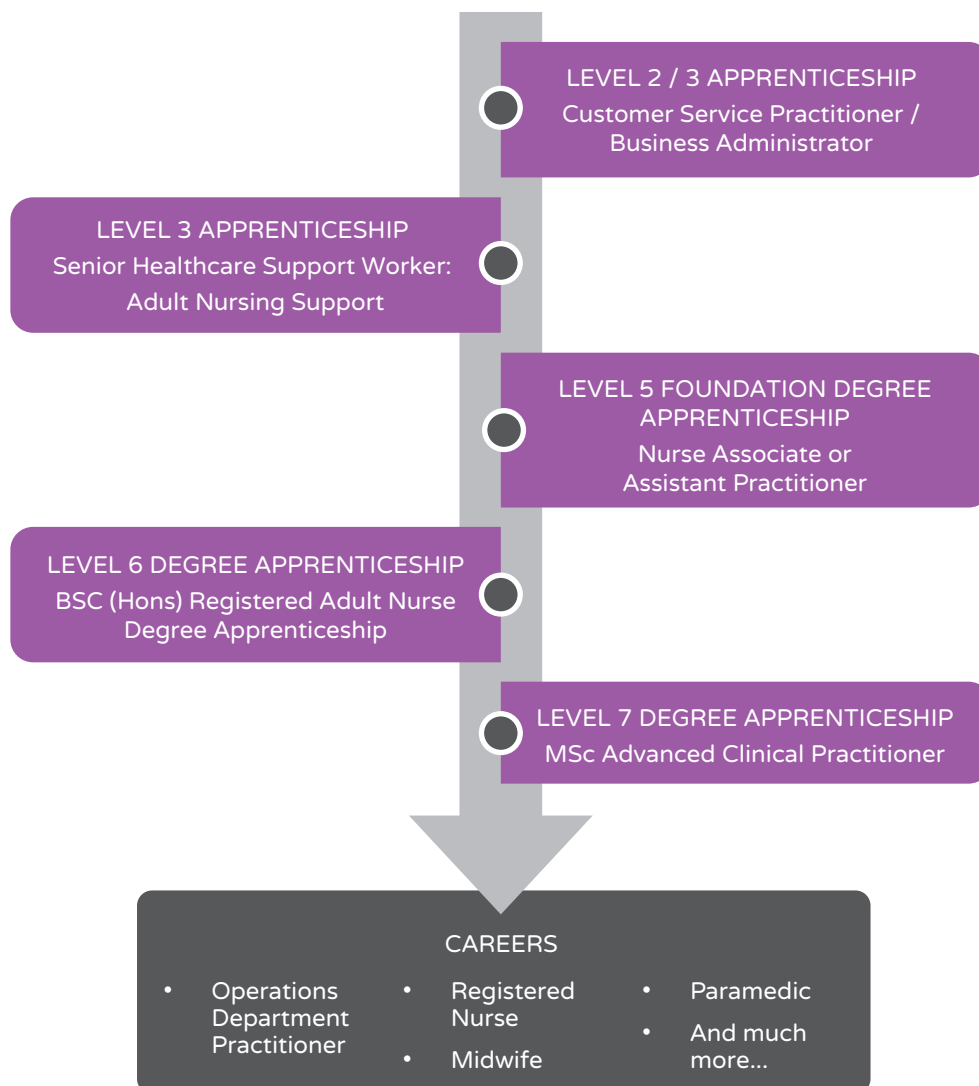 LEVEL 2 / 3 APPRENTICESHIP
Customer Service Practitioner /
Business Administrator
LEVEL 3 APPRENTICESHIP
Senior Healthcare Support Worker:
Adult Nursing Support
LEVEL 5 FOUNDATION DEGREE
APPRENTICESHIP
Nurse Associate or
Assistant Practitioner
LEVEL 6 DEGREE APPRENTICESHIP
BSC (Hons) Registered Adult Nurse
Degree Apprenticeship
LEVEL 7 DEGREE APPRENTICESHIP
MSc Advanced Clinical Practitioner
CAREERS
• Operations
Department
Practitioner
• Registered
Nurse
• Midwife
• Paramedic
• And much
more...